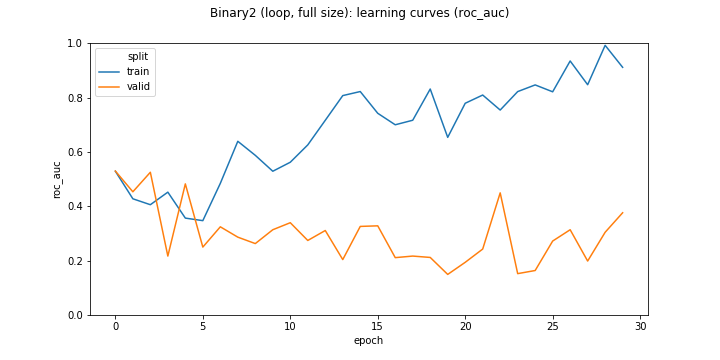 Binary2 (loop, full size): learning curves (roc_auc)
split
train
valid
roc_auc
1.0
0.8
0.6
0.4
0.2
0.0
0
5
10
15
20
25
30
epoch